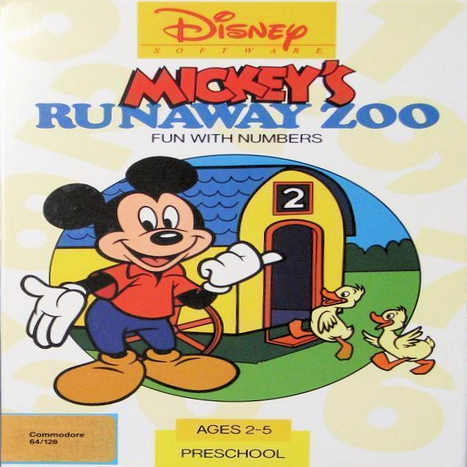 Disney
SOFTWARE
MICKEY'S
RUNAWAY ZOO
FUN WITH NUMBERS
2
Commodore
64/128
AGES 2-5
PRESCHOOL